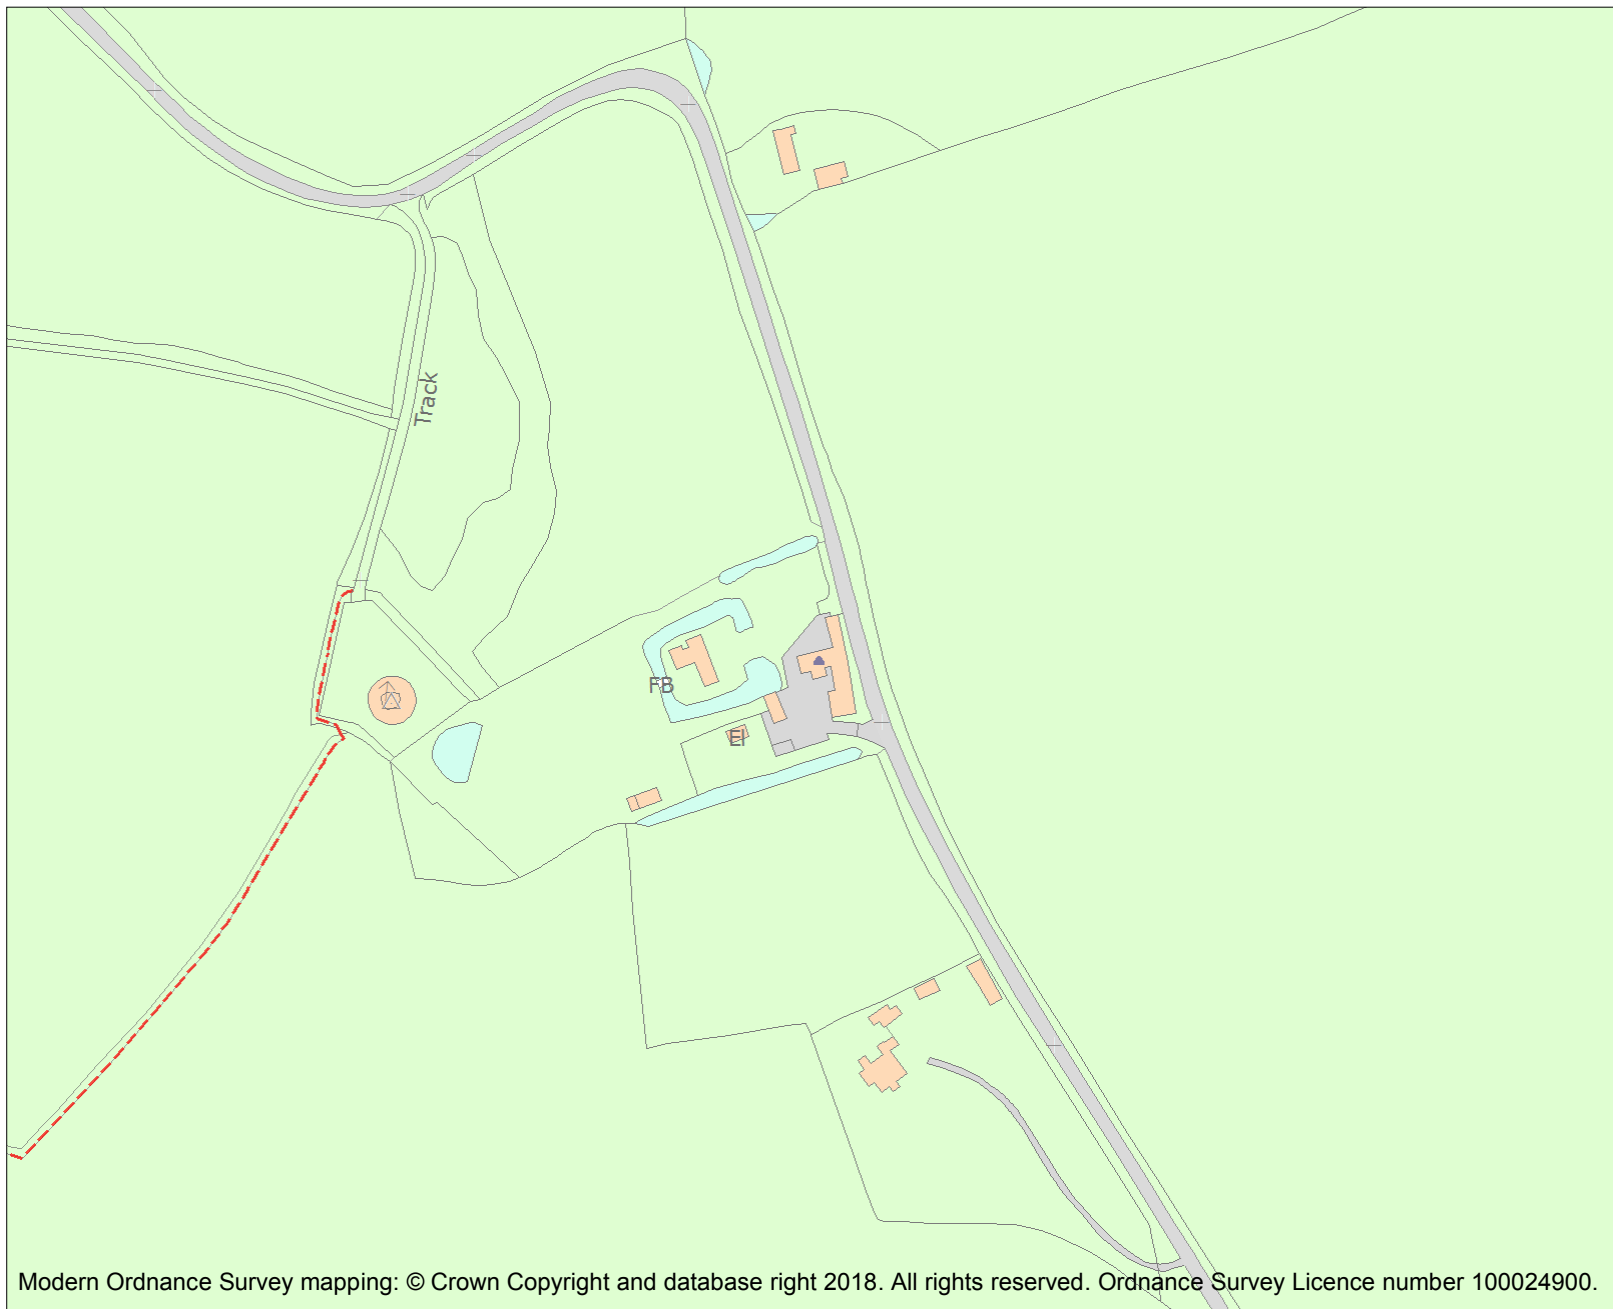 Track
FB
El
Modern Ordnance Survey mapping: © Crown Copyright and database right 2018. All rights reserved. Ordnance Survey Licence number 100024900.